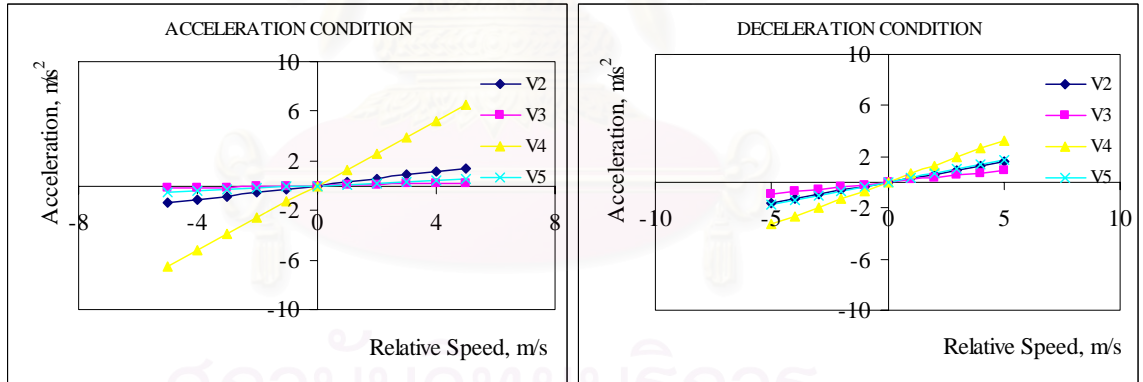 ACCELERATION CONDITION
Acceleration, m/s²
10
6
2
-2
-6
-10
-8
-4
0
4
8
V2
V3
V4
V5
Relative Speed, m/s
DECELERATION CONDITION
Acceleration, m/s²
10
6
2
-2
-6
-10
-10
-5
0
5
10
V2
V3
V4
V5
Relative Speed, m/s